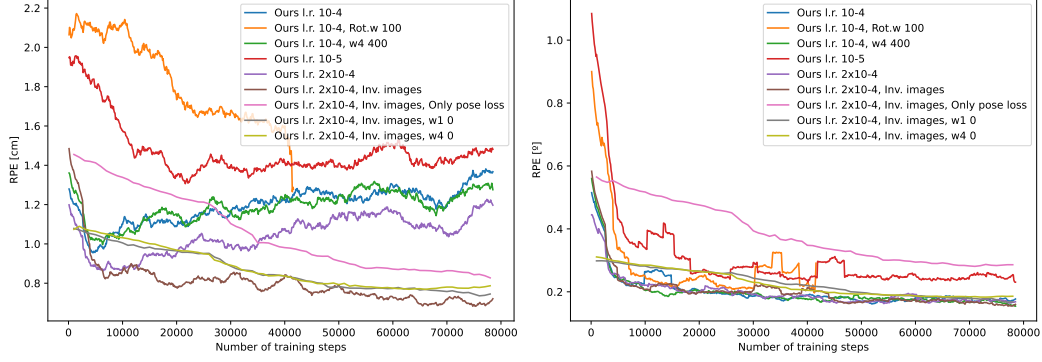 2.2
2.0
1.8
1.6
1.4
1.2
1.0
0.8
RPE [cm]
0
10000
20000
30000
40000
50000
60000
70000
80000
Number of training steps
Ours l.r. 10-4
Ours l.r. 10-4, Rot.w 100
Ours l.r. 10-4, w4 400
Ours l.r. 10-5
Ours l.r. 2x10-4
Ours l.r. 2x10-4, Inv. images
Ours l.r. 2x10-4, Inv. images, Only pose loss
Ours l.r. 2x10-4, Inv. images, w1 0
Ours l.r. 2x10-4, Inv. images, w4 0
1.0
0.8
0.6
0.4
0.2
RPE [º]
0
10000
20000
30000
40000
50000
60000
70000
80000
Number of training steps
Ours l.r. 10-4
Ours l.r. 10-4, Rot.w 100
Ours l.r. 10-4, w4 400
Ours l.r. 10-5
Ours l.r. 2x10-4
Ours l.r. 2x10-4, Inv. images
Ours l.r. 2x10-4, Inv. images, Only pose loss
Ours l.r. 2x10-4, Inv. images, w1 0
Ours l.r. 2x10-4, Inv. images, w4 0